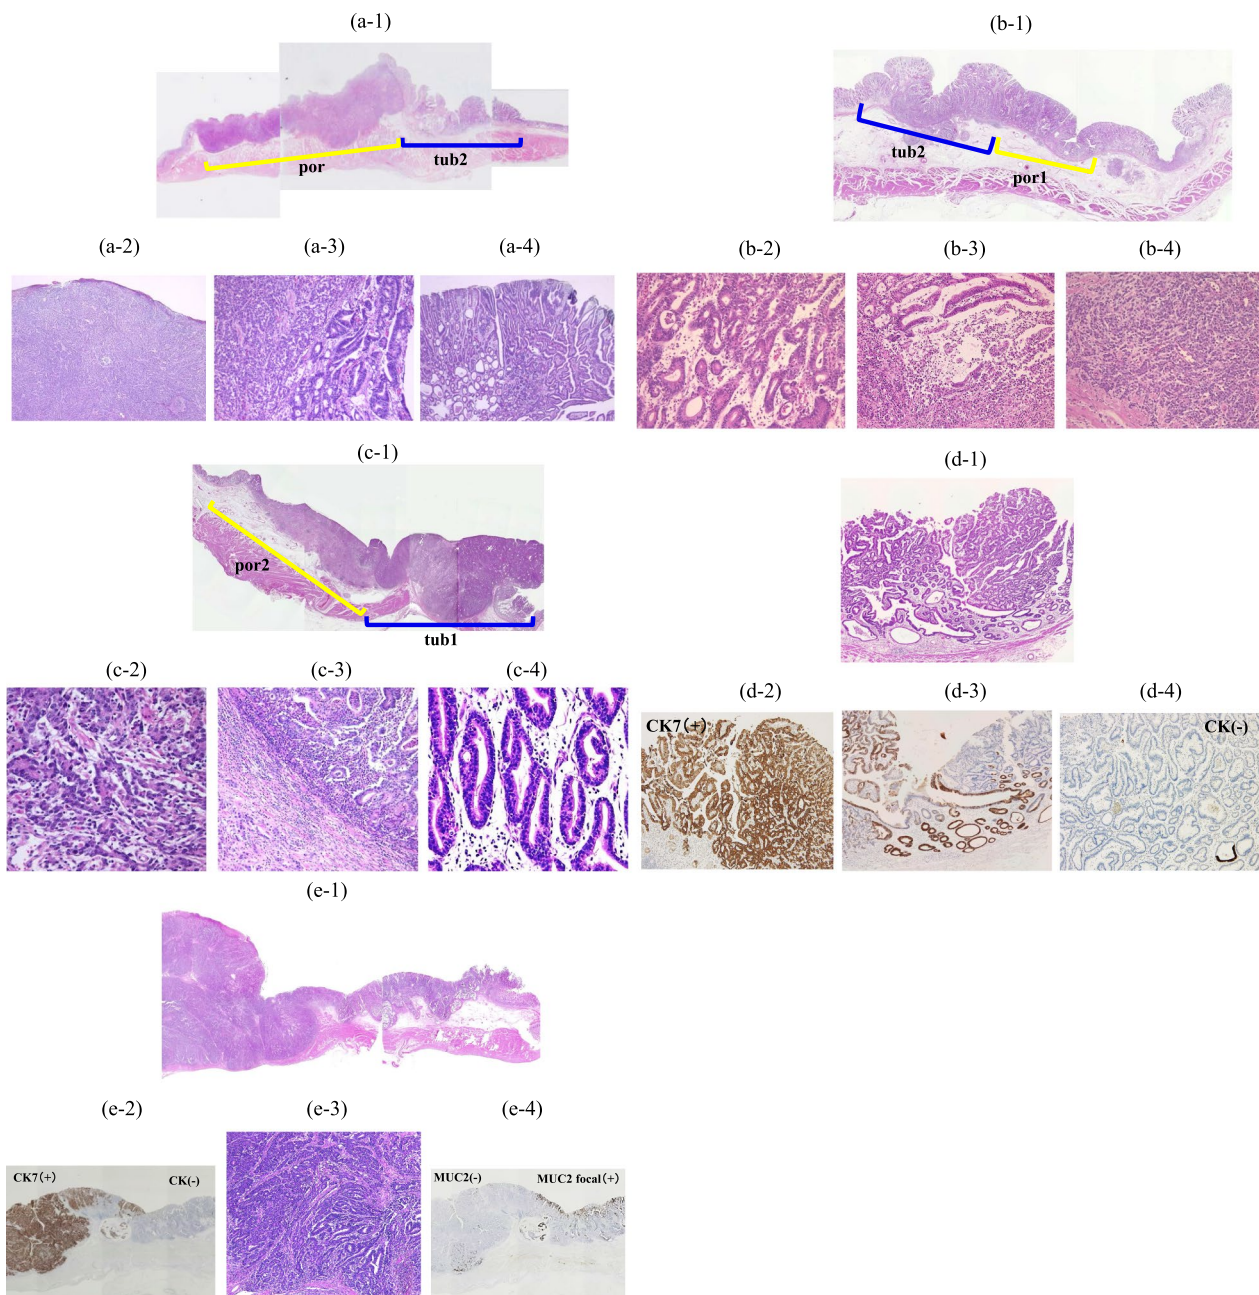 (a-1)
(b-1)
por
tub2
tub2
por1
(a-2)
(a-3)
(a-4)
(b-2)
(b-3)
(b-4)
(c-1)
(d-1)
por2
tub1
(c-2)
(c-3)
(c-4)
(d-2)
(d-3)
(d-4)
CK7(+)
CK(-)
(e-1)
(e-2)
(e-3)
(e-4)
CK7(+)
CK(-)
MUC2(-)
MUC2 focal(+)